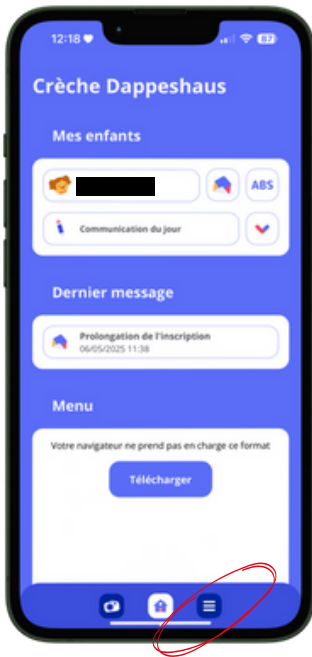 12:18
87
Crèche Dappeshaus
Mes enfants
ABS
Communication du jour
Dernier message
Prolongation de l'inscription
06/05/2025 11:38
Menu
Votre navigateur ne prend pas en charge ce format
Télécharger